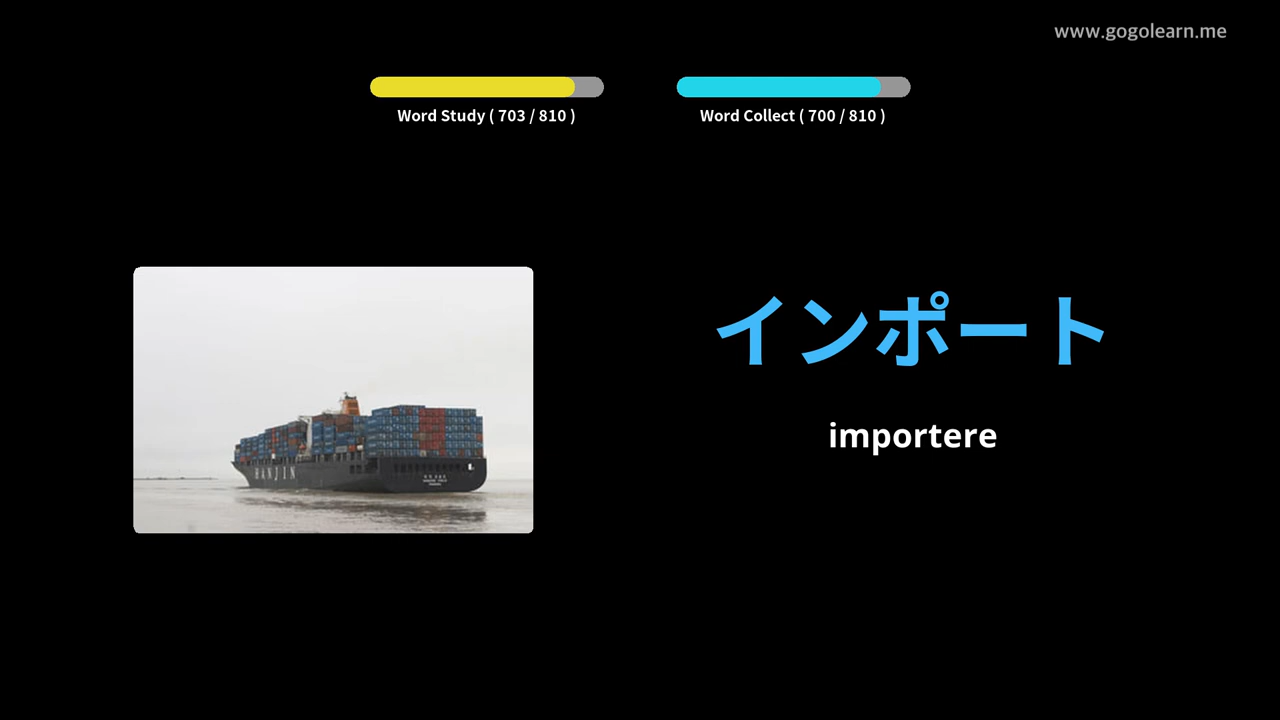 www.gogolearn.me
Word Study ( 703 / 810 )
Word Collect ( 700 / 810 )
インポート
importere
HANJIN